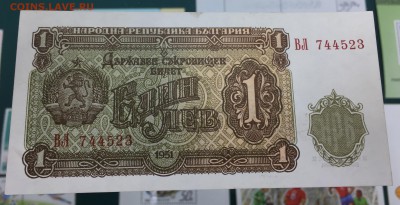 COINS.LAVE.RU
НАРОДНА РЕПУБЛИКА БЪЛГАРИЯ
1 ВЛ 744523
ДЪРЖАВЕН СЪКРОВИЩЕН
БИЛЕТ
ЕДИН
ЛЕВ
1
ВЛ 744523
1 1951 1